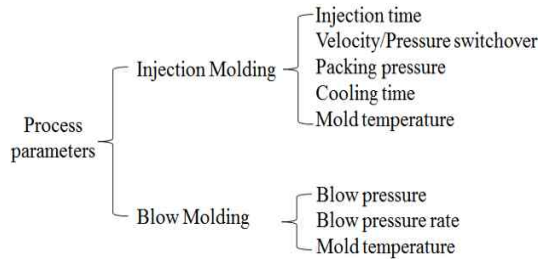 Process
parameters
Injection Molding
Injection time
Velocity/Pressure switchover
Packing pressure
Cooling time
Mold temperature
Blow Molding
Blow pressure
Blow pressure rate
Mold temperature